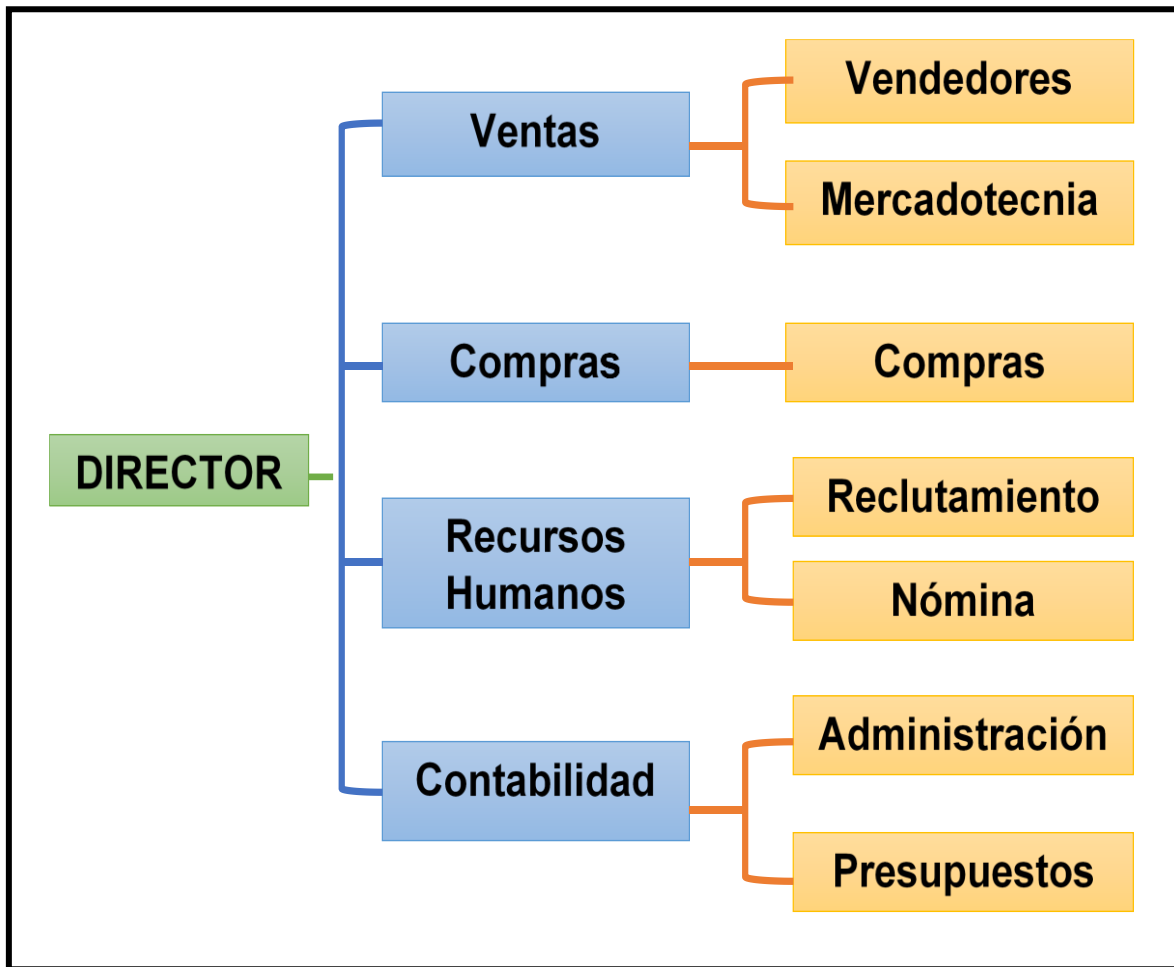 Vendedores
Ventas
Mercadotecnia
Compras
Compras
DIRECTOR
Reclutamiento
Recursos
Humanos
Nómina
Administración
Contabilidad
Presupuestos